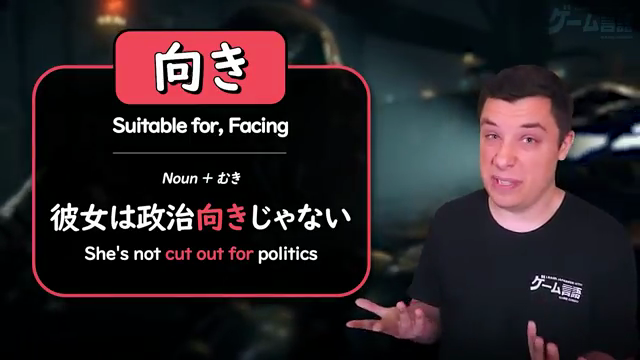 向き
Suitable for, Facing
Noun + むき
彼女は政治向きじゃない
She's not cut out for politics
ゲーム言語
ゲーム言語